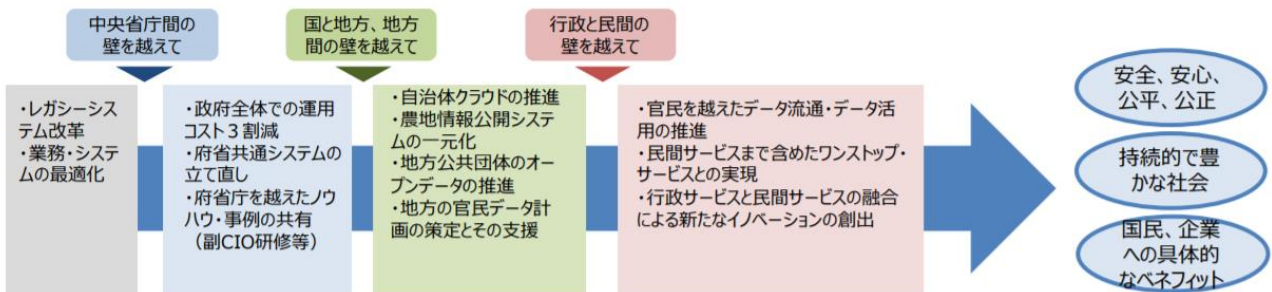 中央省庁間の
壁を越えて
国と地方、地方
間の壁を越えて
行政と民間の
壁を越えて
・レガシーシス
テム改革
・業務・システ
ムの最適化
・政府全体での運用
コスト３割減
・府省共通システムの
立て直し
・府省庁を越えたノウ
ハウ・事例の共有
（副CIO研修等）
・自治体クラウドの推進
・農地情報公開システ
ムの一元化
・地方公共団体のオー
プンデータの推進
・地方の官民データ計
画の策定とその支援
・官民を越えたデータ流通・データ活
用の推進
・民間サービスまで含めたワンストップ・
サービスとの実現
・行政サービスと民間サービスの融合
による新たなイノベーションの創出
安全、安心、
公平、公正
持続的で豊
かな社会
国民、企業
への具体的
なベネフィット